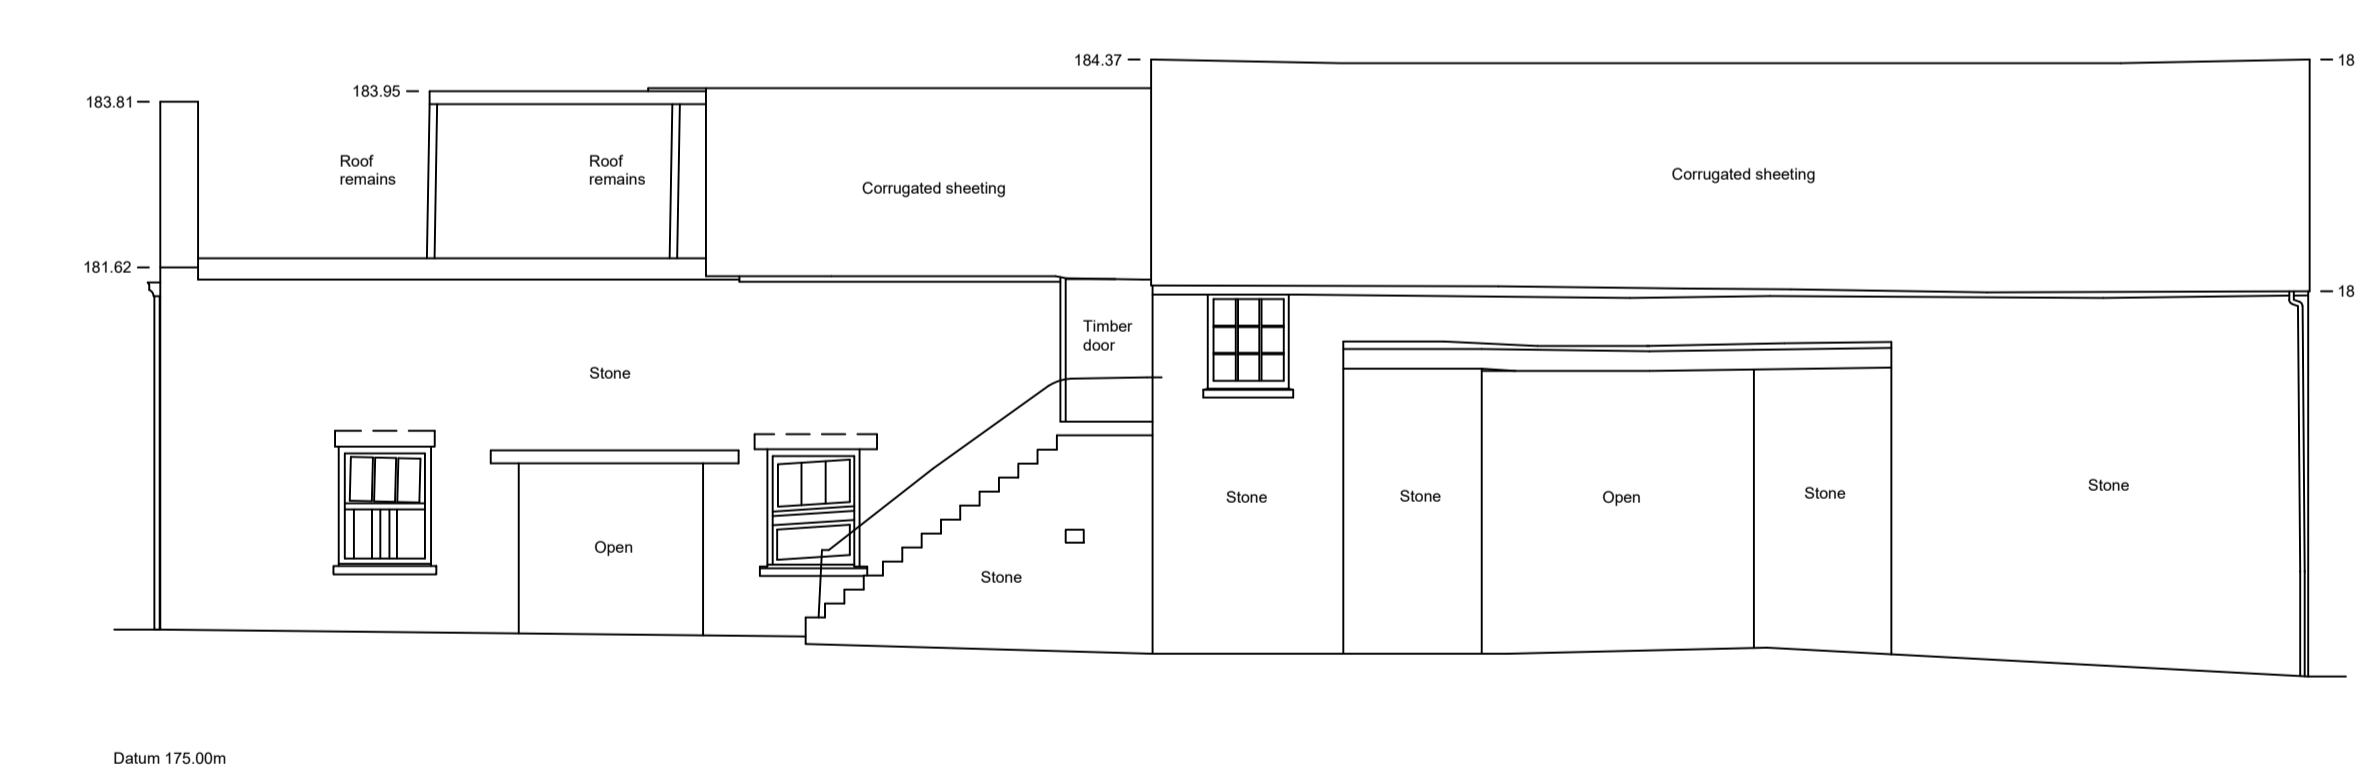 184.37
18
183.95
183.81
Roof
remains
Roof
remains
Corrugated sheeting
Corrugated sheeting
181.62
18
Timber
door
Stone
Open
Stone
Stone
Stone
Open
Stone
Stone
Datum 175.00m